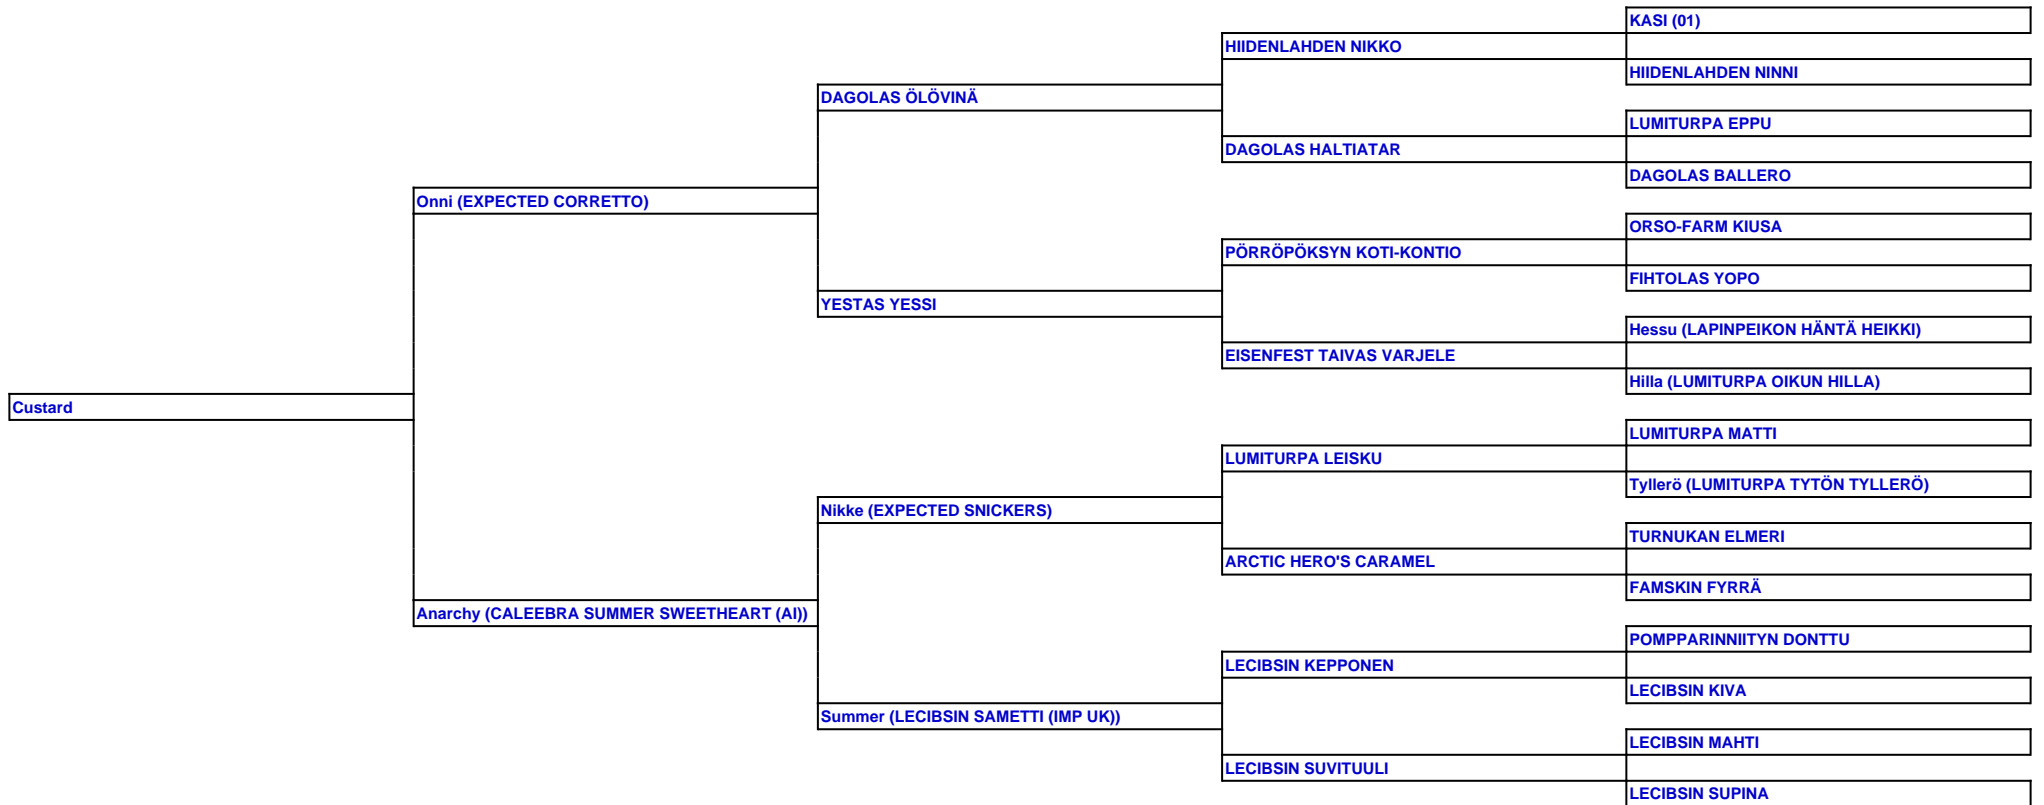 KASI (01)
HIIDENLAHDEN NIKKO
HIIDENLAHDEN NINNI
DAGOLAS ÖLÖVINÄ
LUMITURPA EPPU
DAGOLAS HALTIATAR
DAGOLAS BALLERO
Onni (EXPECTED CORRETTO)
ORSO-FARM KIUSA
PÖRRÖPÖKSYN KOTI-KONTIO
FIHTOLAS YOPO
YESTAS YESSI
Hessu (LAPINPEIKON HÄNTÄ HEIKKI)
EISENFEST TAIVAS VARJELE
Hilla (LUMITURPA OIKUN HILLA)
Custard
LUMITURPA MATTI
LUMITURPA LEISKU
Tyllerö (LUMITURPA TYTÖN TYLLERÖ)
Nikke (EXPECTED SNICKERS)
TURNUKAN ELMERI
ARCTIC HERO'S CARAMEL
FAMSKIN FYRRÄ
Anarchy (CALEEBRA SUMMER SWEETHEART (AI))
POMPPARINNIITYN DONTTU
LECIBSIN KEPPONEN
LECIBSIN KIVA
Summer (LECIBSIN SAMETTI (IMP UK))
LECIBSIN MAHTI
LECIBSIN SUVITUULI
LECIBSIN SUPINA